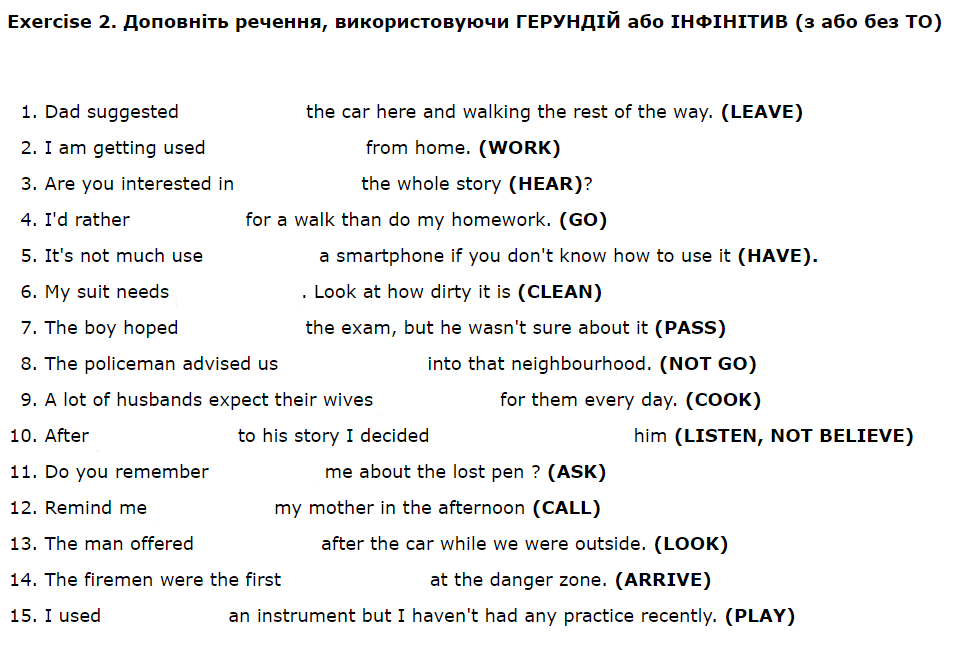 Exercise 2. Доповніть речення, використовуючи ГЕРУНДІЙ або ІНФІНІТИВ (з або без ТО)
1. Dad suggested the car here and walking the rest of the way. (LEAVE)
2. I am getting used from home. (WORK)
3. Are you interested in the whole story (HEAR)?
4. I'd rather for a walk than do my homework. (GO)
5. It's not much use a smartphone if you don't know how to use it (HAVE).
6. My suit needs . Look at how dirty it is (CLEAN)
7. The boy hoped the exam, but he wasn't sure about it (PASS)
8. The policeman advised us into that neighbourhood. (NOT GO)
9. A lot of husbands expect their wives for them every day. (COOK)
10. After to his story I decided him (LISTEN, NOT BELIEVE)
11. Do you remember me about the lost pen ? (ASK)
12. Remind me my mother in the afternoon (CALL)
13. The man offered after the car while we were outside. (LOOK)
14. The firemen were the first at the danger zone. (ARRIVE)
15. I used an instrument but I haven't had any practice recently. (PLAY)